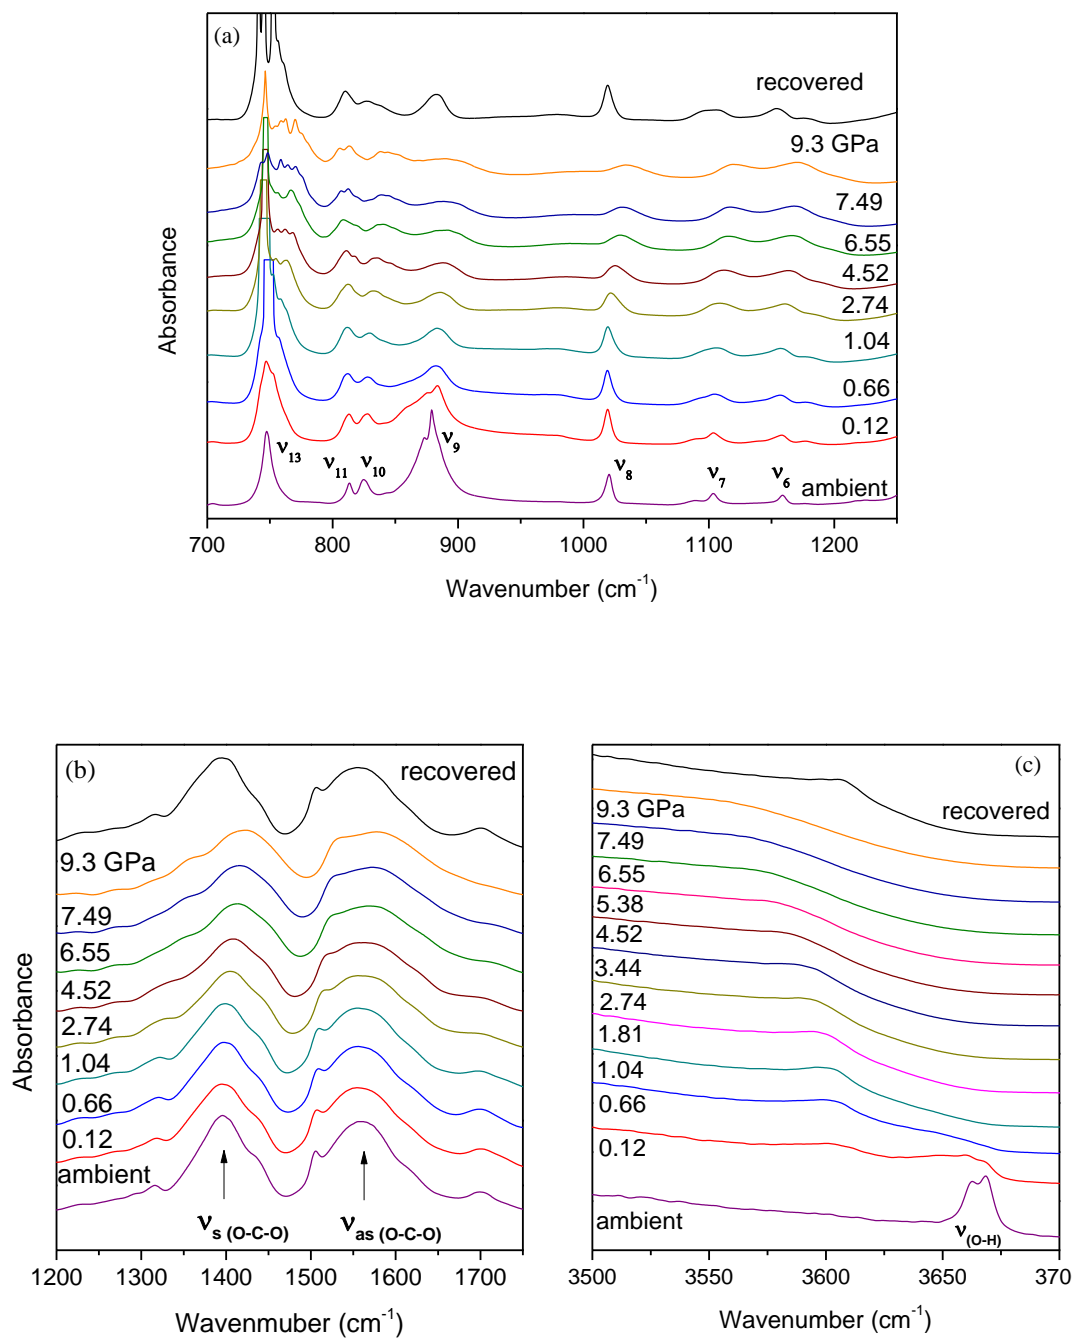 (a)
recovered
9.3 GPa
7.49
6.55
4.52
2.74
1.04
0.66
0.12
ambient
ν13
ν11
ν10
ν9
ν8
ν7
ν6
Absorbance
700 800 900 1000 1100 1200
Wavenumber (cm-1)
(b)
recovered
9.3 GPa
7.49
6.55
4.52
2.74
1.04
0.66
0.12
ambient
νs (O-C-O)
νas (O-C-O)
Absorbance
1200 1300 1400 1500 1600 1700
Wavenmuber (cm-1)
(c)
recovered
9.3 GPa
7.49
6.55
5.38
4.52
3.44
2.74
1.81
1.04
0.66
0.12
ambient
ν(O-H)
3500 3550 3600 3650 370
Wavenumber (cm-1)